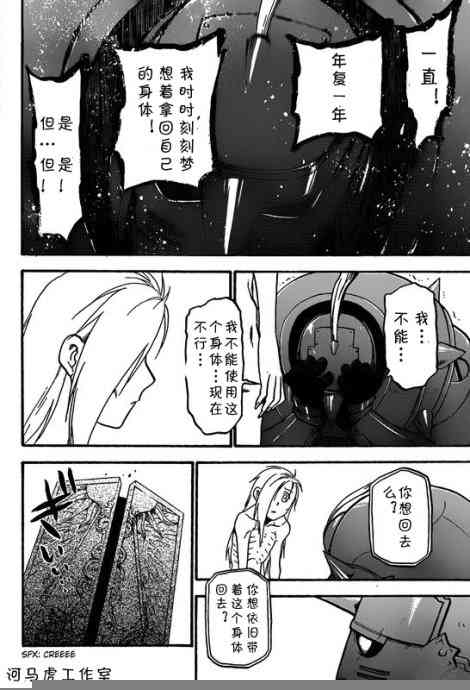 一直！
年复一年
我时时刻刻梦
想着拿回自己
的身体！
但是
但…是！
我…
不能…
我不能使用这
个身体…现在
不行…
你想回去
么？
你想依旧带
着这个身体
回去？
SFX: CREEEE
河马虎工作室